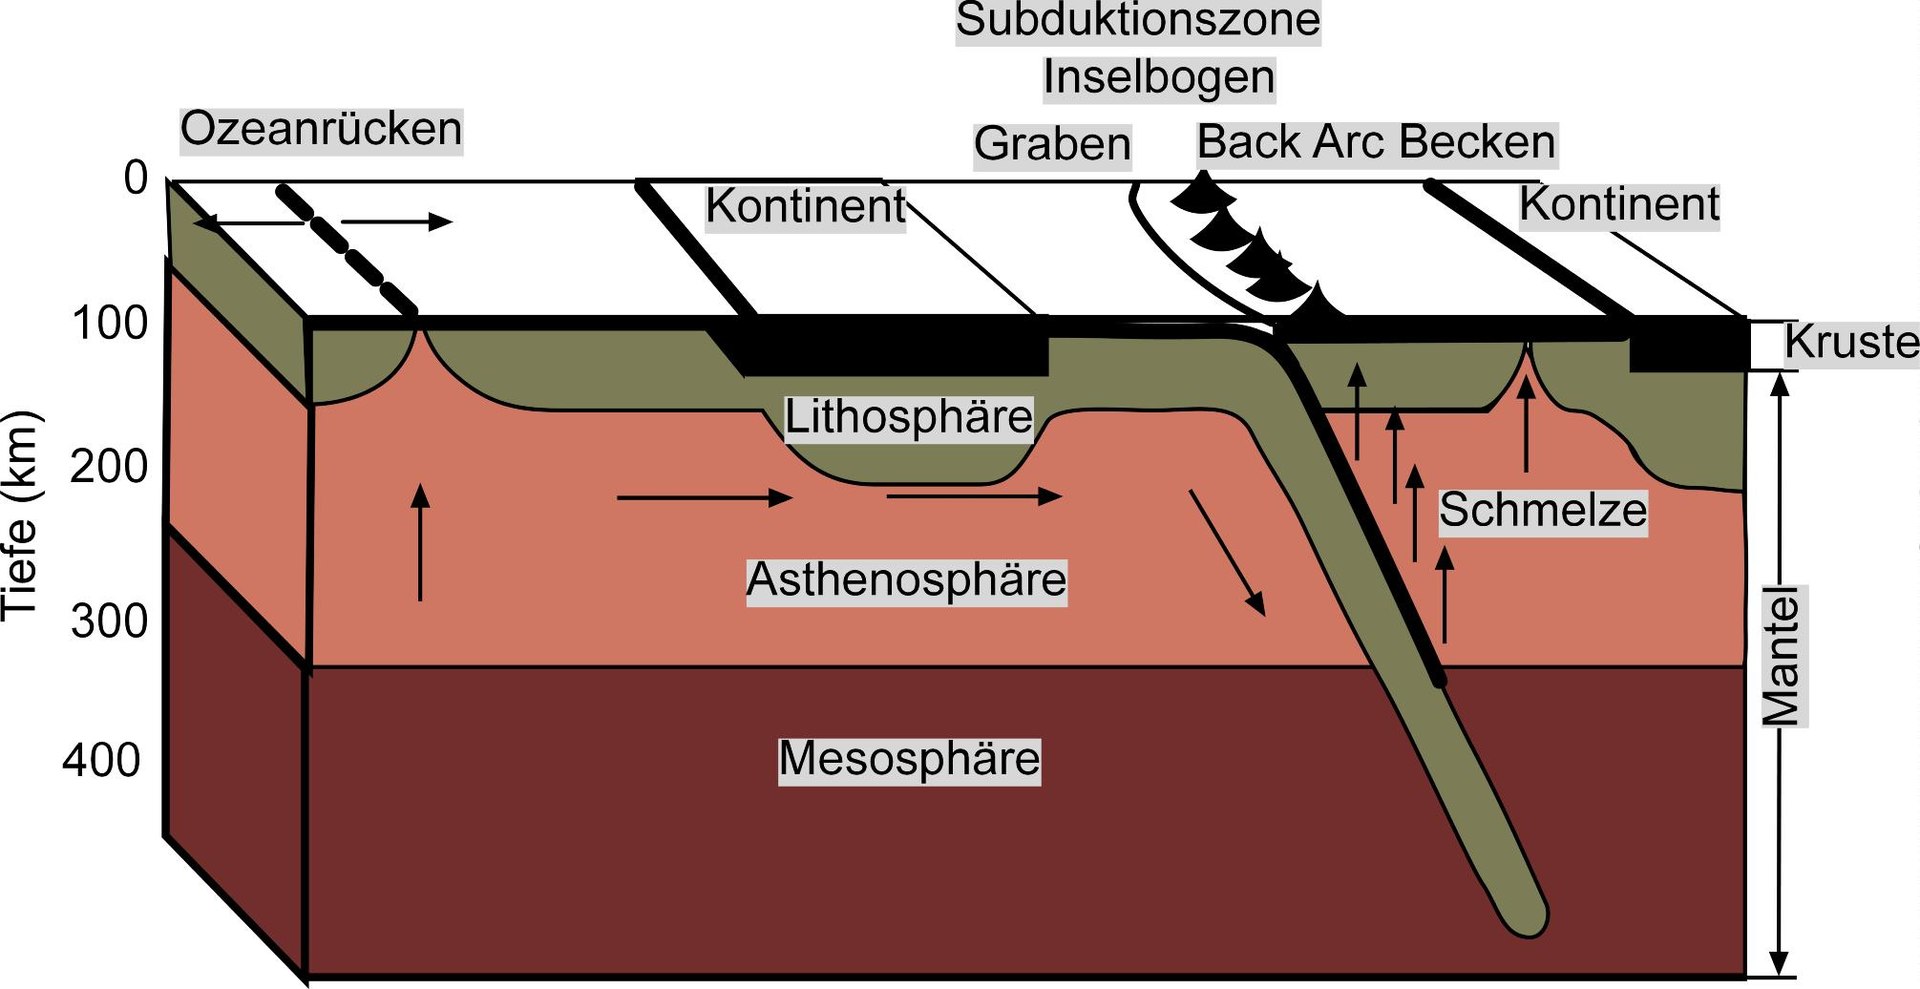 Subduktionszone
Inselbogen
Ozeanrücken
Graben
Back Arc Becken
0
Kontinent
Kontinent
100
Kruste
Lithosphäre
200
Schmelze
Tiefe (km)
Asthenosphäre
300
Mantel
400
Mesosphäre